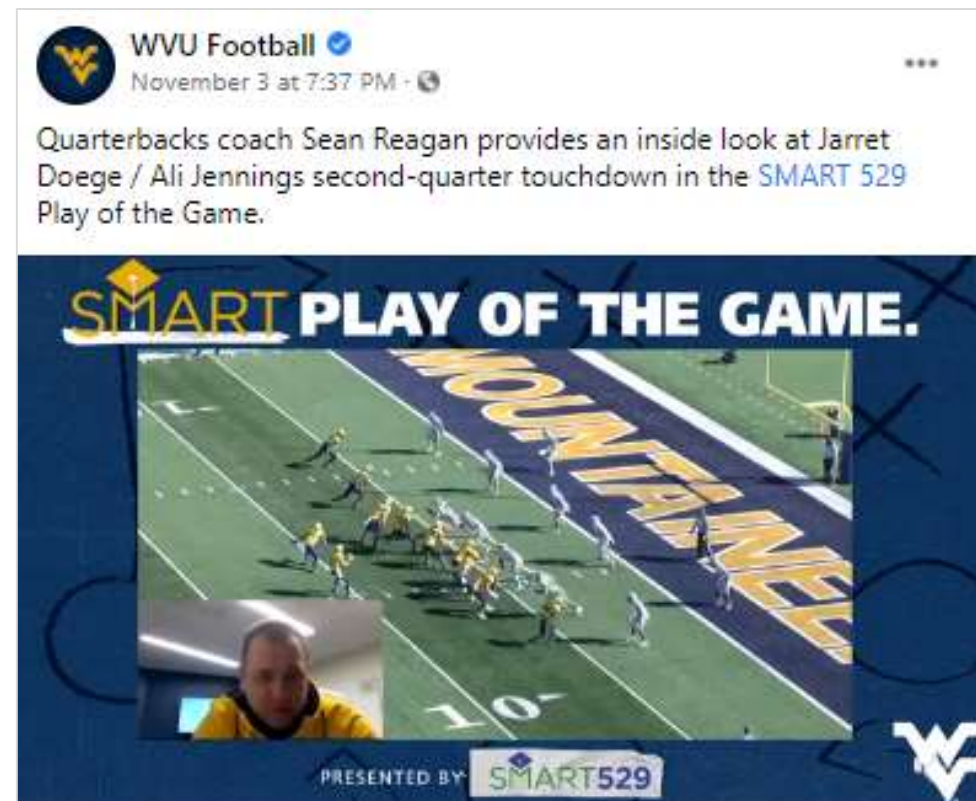 WVU Football
November 3 at 7:37 PM ·
Quarterbacks coach Sean Reagan provides an inside look at Jarret
Doege / Ali Jennings second-quarter touchdown in the SMART 529
Play of the Game.
SMART PLAY OF THE GAME.
MOUNTAINEE
1
10
PRESENTED BY SMART529
WV